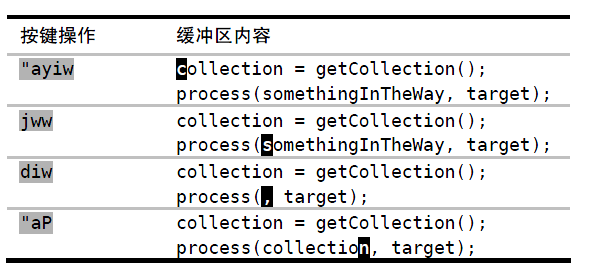 按键操作 缓冲区内容
"ayiw collection = getCollection();
process(somethingInTheWay, target);
jww collection = getCollection();
process(somethingInTheWay, target);
diw collection = getCollection();
process(, target);
"aP collection = getCollection();
process(collection, target);